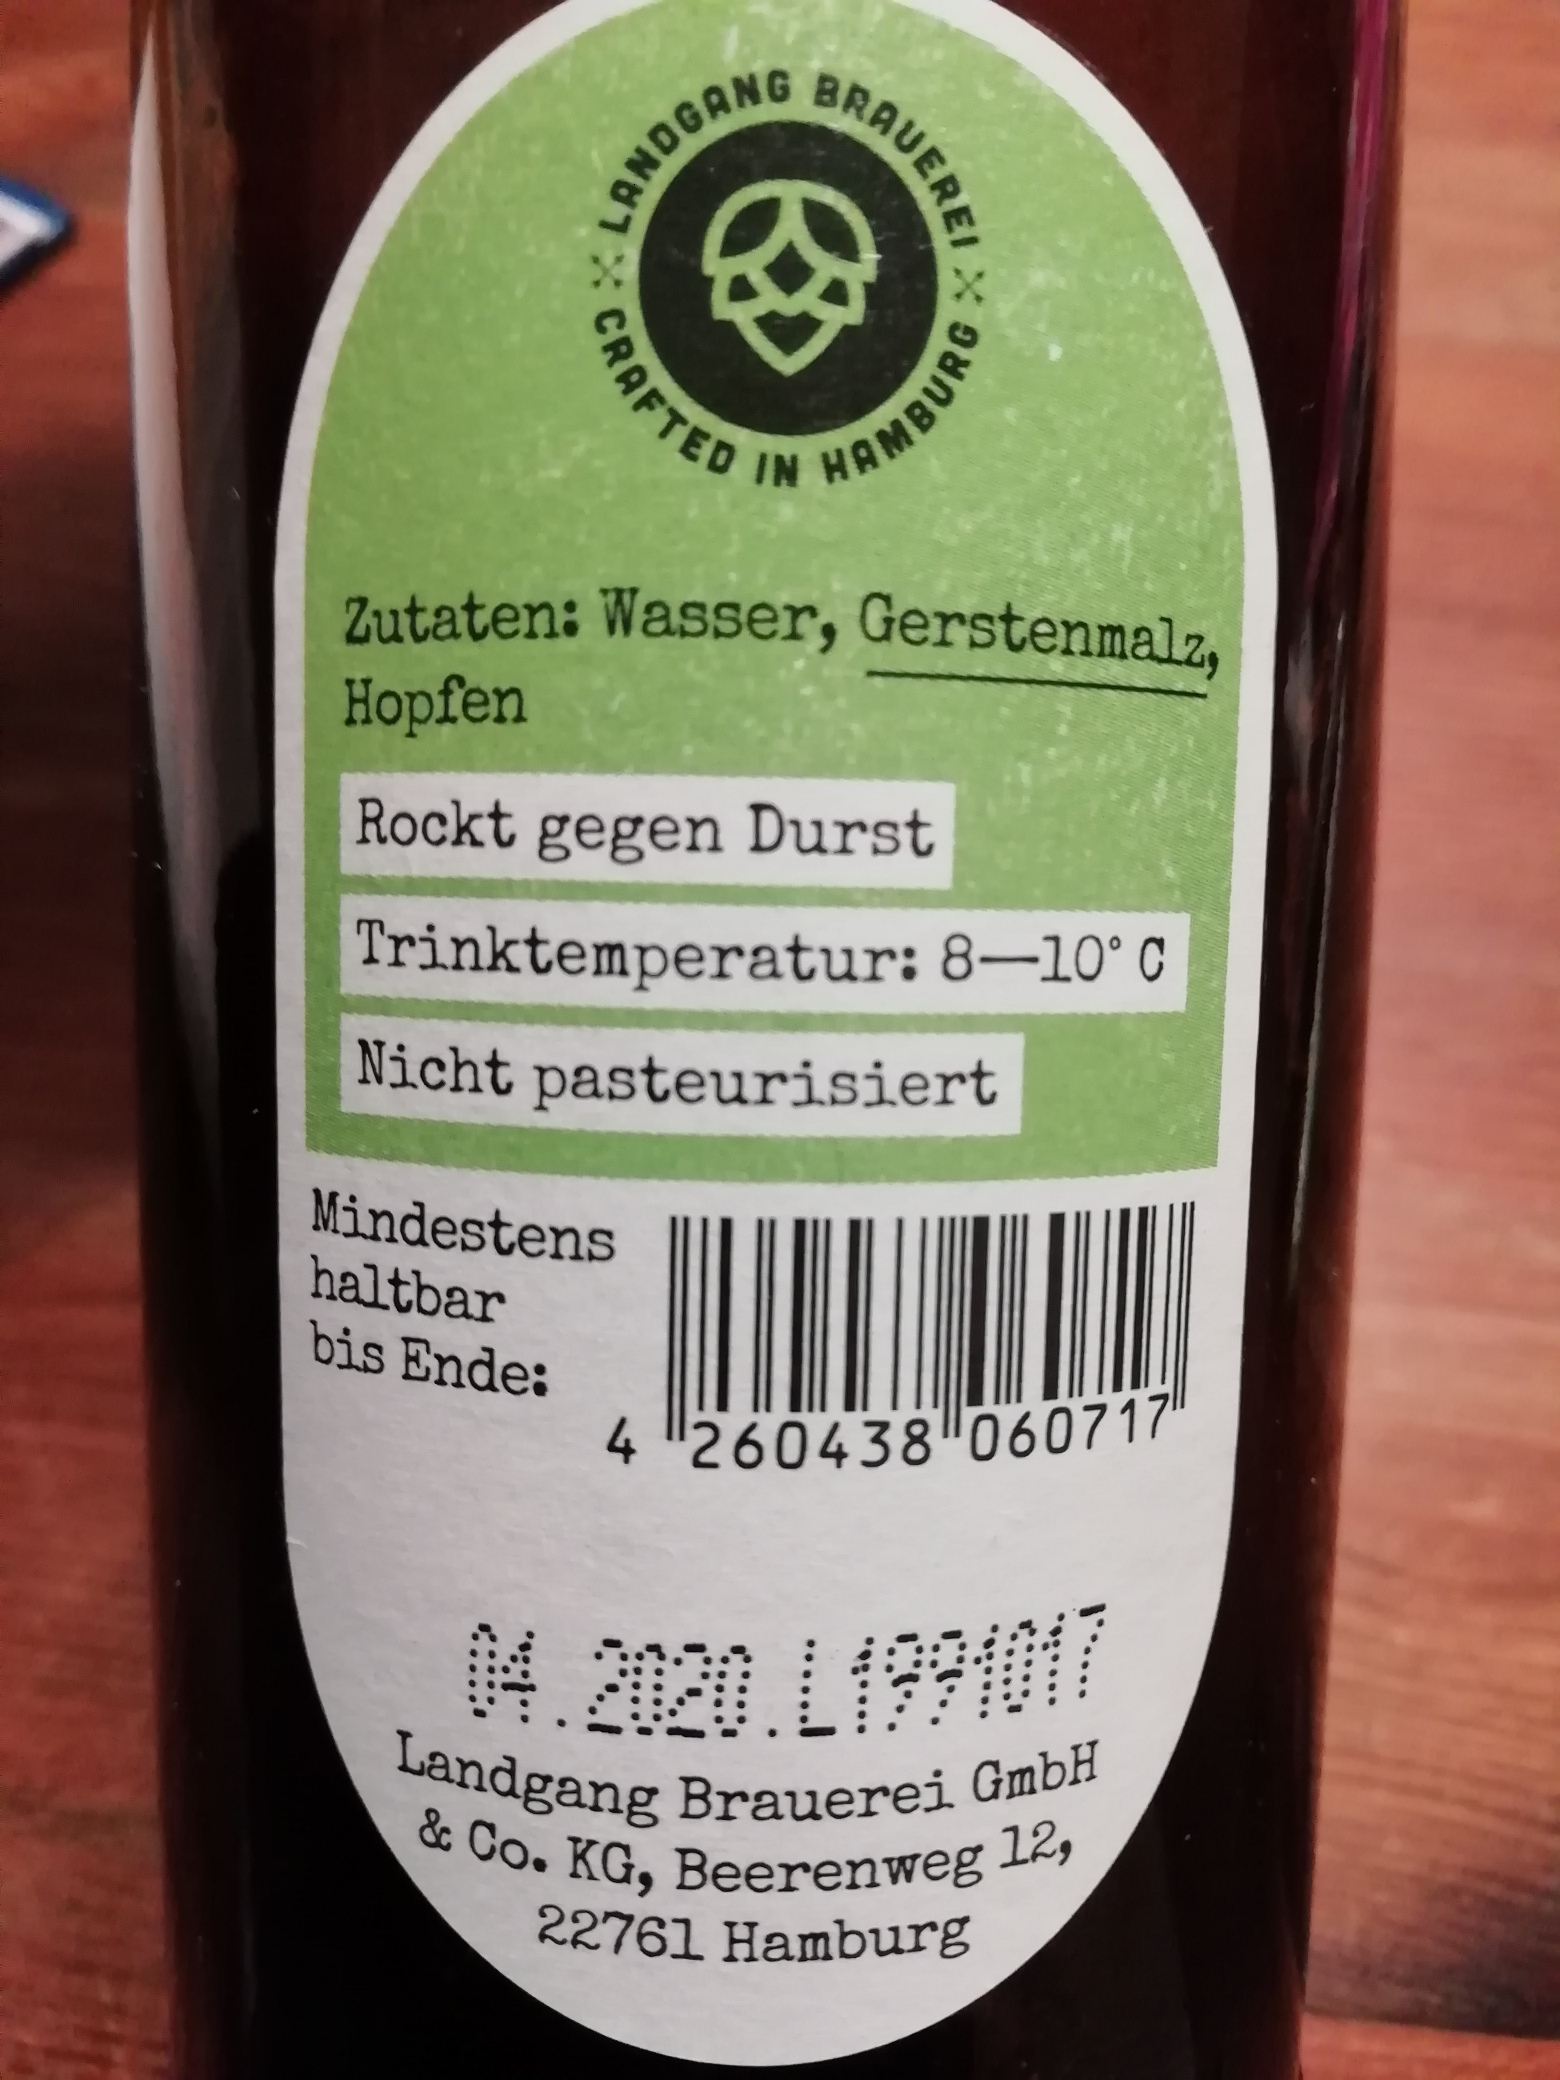 LANDGANG BRAUEREI
CRAFTED IN HAMBURG
Zutaten: Wasser, Gerstenmalz,
Hopfen
Rockt gegen Durst
Trinktemperatur: 8—10° C
Nicht pasteurisiert
Mindestens
haltbar
bis Ende:
4 260438 060717
04.2020.L1991017
Landgang Brauerei GmbH
& Co. KG, Beerenweg 12,
22761 Hamburg